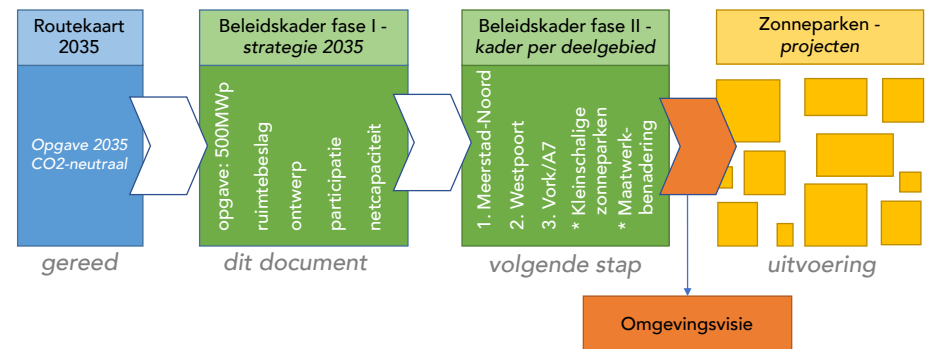 Routekaart
2035
Opgave 2035
CO2-neutraal
gereed
Beleidskader fase I -
strategie 2035
opgave: 500MWp
ruimtebeslag
ontwerp
participatie
netcapaciteit
dit document
Beleidskader fase II -
kader per deelgebied
1. Meerstad-Noord
2. Westpoort
3. Vork/A7
* Kleinschalige
zonneparken
* Maatwerk-
benadering
volgende stap
Zonneparken -
projecten
uitvoering
Omgevingsvisie